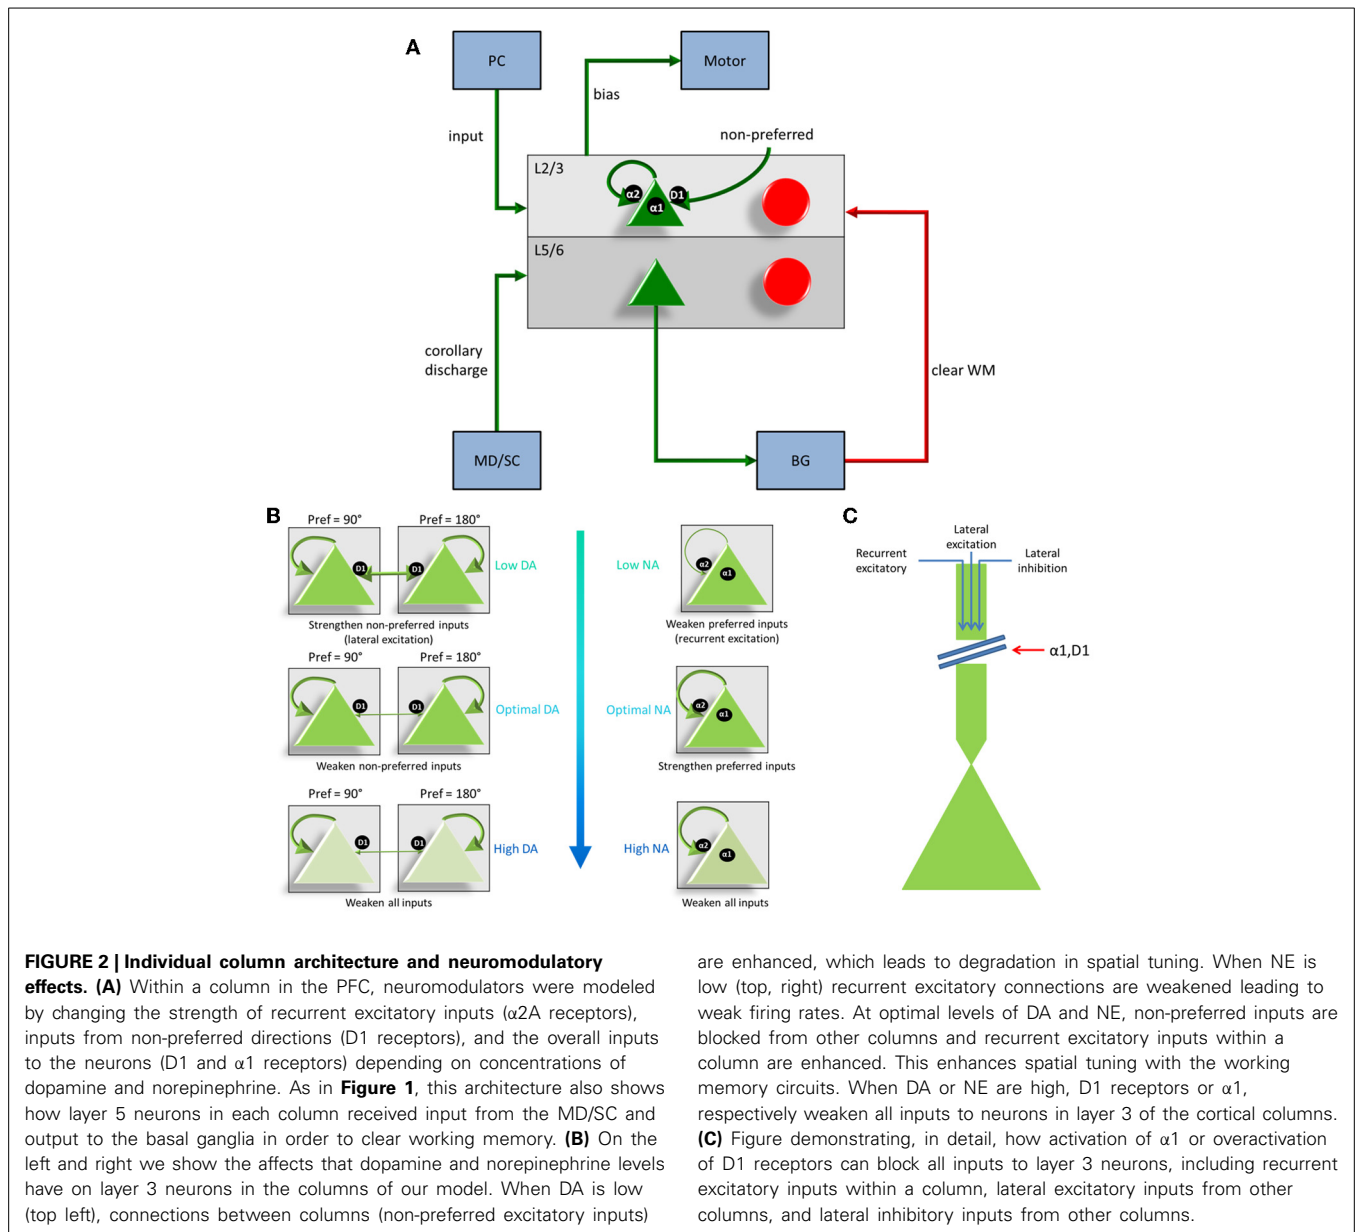 A
PC
Motor
bias
input
non-preferred
L2/3
α2
D1
α1
L5/6
corollary
discharge
clear WM
MD/SC
BG
B
Pref = 90°
Pref = 180°
D1
D1
Low DA
Strengthen non-preferred inputs
(lateral excitation)
Pref = 90°
Pref = 180°
D1
D1
Optimal DA
Weaken non-preferred inputs
Pref = 90°
Pref = 180°
D1
D1
High DA
Weaken all inputs
Low NA
α2
α1
Weaken preferred inputs
(recurrent excitation)
Optimal NA
α2
α1
Strengthen preferred inputs
High NA
α2
α1
Weaken all inputs
C
Lateral
excitation
Recurrent
excitatory
Lateral
inhibition
α1,D1
FIGURE 2 | Individual column architecture and neuromodulatory
effects. (A) Within a column in the PFC, neuromodulators were modeled
by changing the strength of recurrent excitatory inputs (α2A receptors),
inputs from non-preferred directions (D1 receptors), and the overall inputs
to the neurons (D1 and α1 receptors) depending on concentrations of
dopamine and norepinephrine. As in Figure 1, this architecture also shows
how layer 5 neurons in each column received input from the MD/SC and
output to the basal ganglia in order to clear working memory. (B) On the
left and right we show the affects that dopamine and norepinephrine levels
have on layer 3 neurons in the columns of our model. When DA is low
(top left), connections between columns (non-preferred excitatory inputs)
are enhanced, which leads to degradation in spatial tuning. When NE is
low (top, right) recurrent excitatory connections are weakened leading to
weak firing rates. At optimal levels of DA and NE, non-preferred inputs are
blocked from other columns and recurrent excitatory inputs within a
column are enhanced. This enhances spatial tuning with the working
memory circuits. When DA or NE are high, D1 receptors or α1,
respectively weaken all inputs to neurons in layer 3 of the cortical columns.
(C) Figure demonstrating, in detail, how activation of α1 or overactivation
of D1 receptors can block all inputs to layer 3 neurons, including recurrent
excitatory inputs within a column, lateral excitatory inputs from other
columns, and lateral inhibitory inputs from other columns.